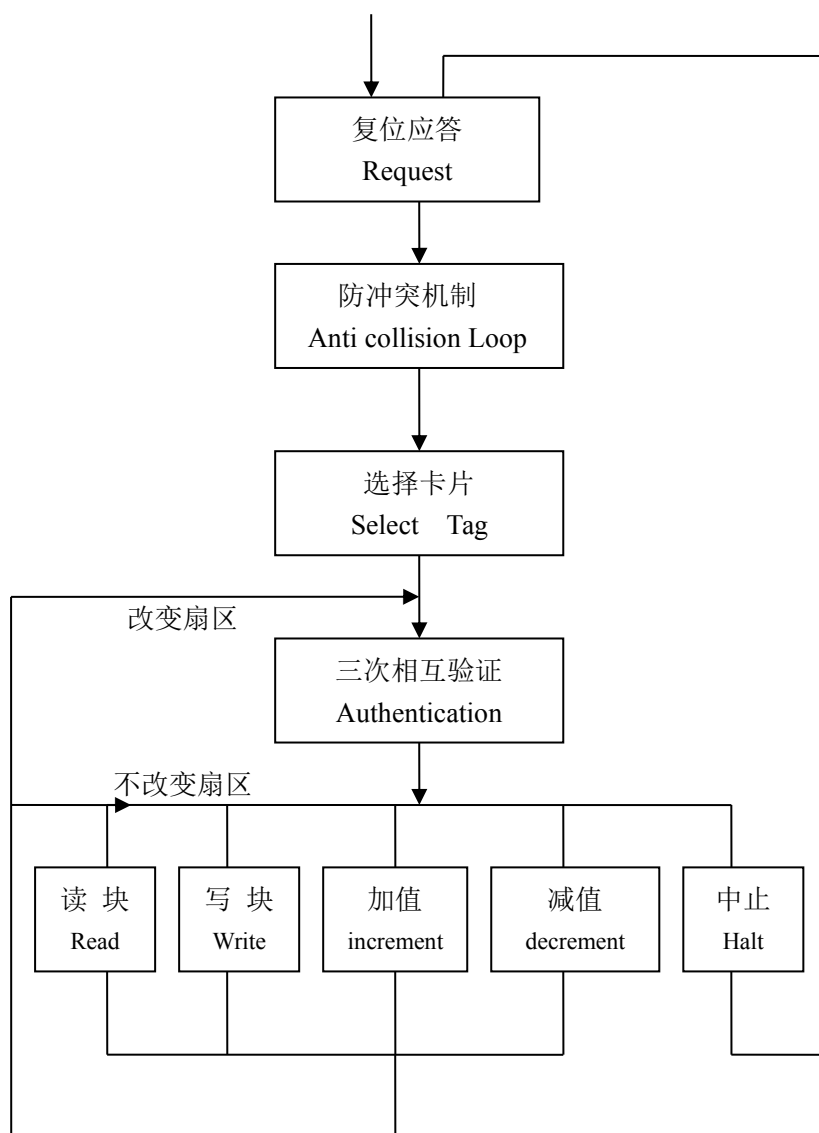 复位应答
Request
防冲突机制
Anti collision Loop
选择卡片
Select Tag
改变扇区
三次相互验证
Authentication
不改变扇区
读 块
Read
写 块
Write
加值
increment
减值
decrement
中止
Halt